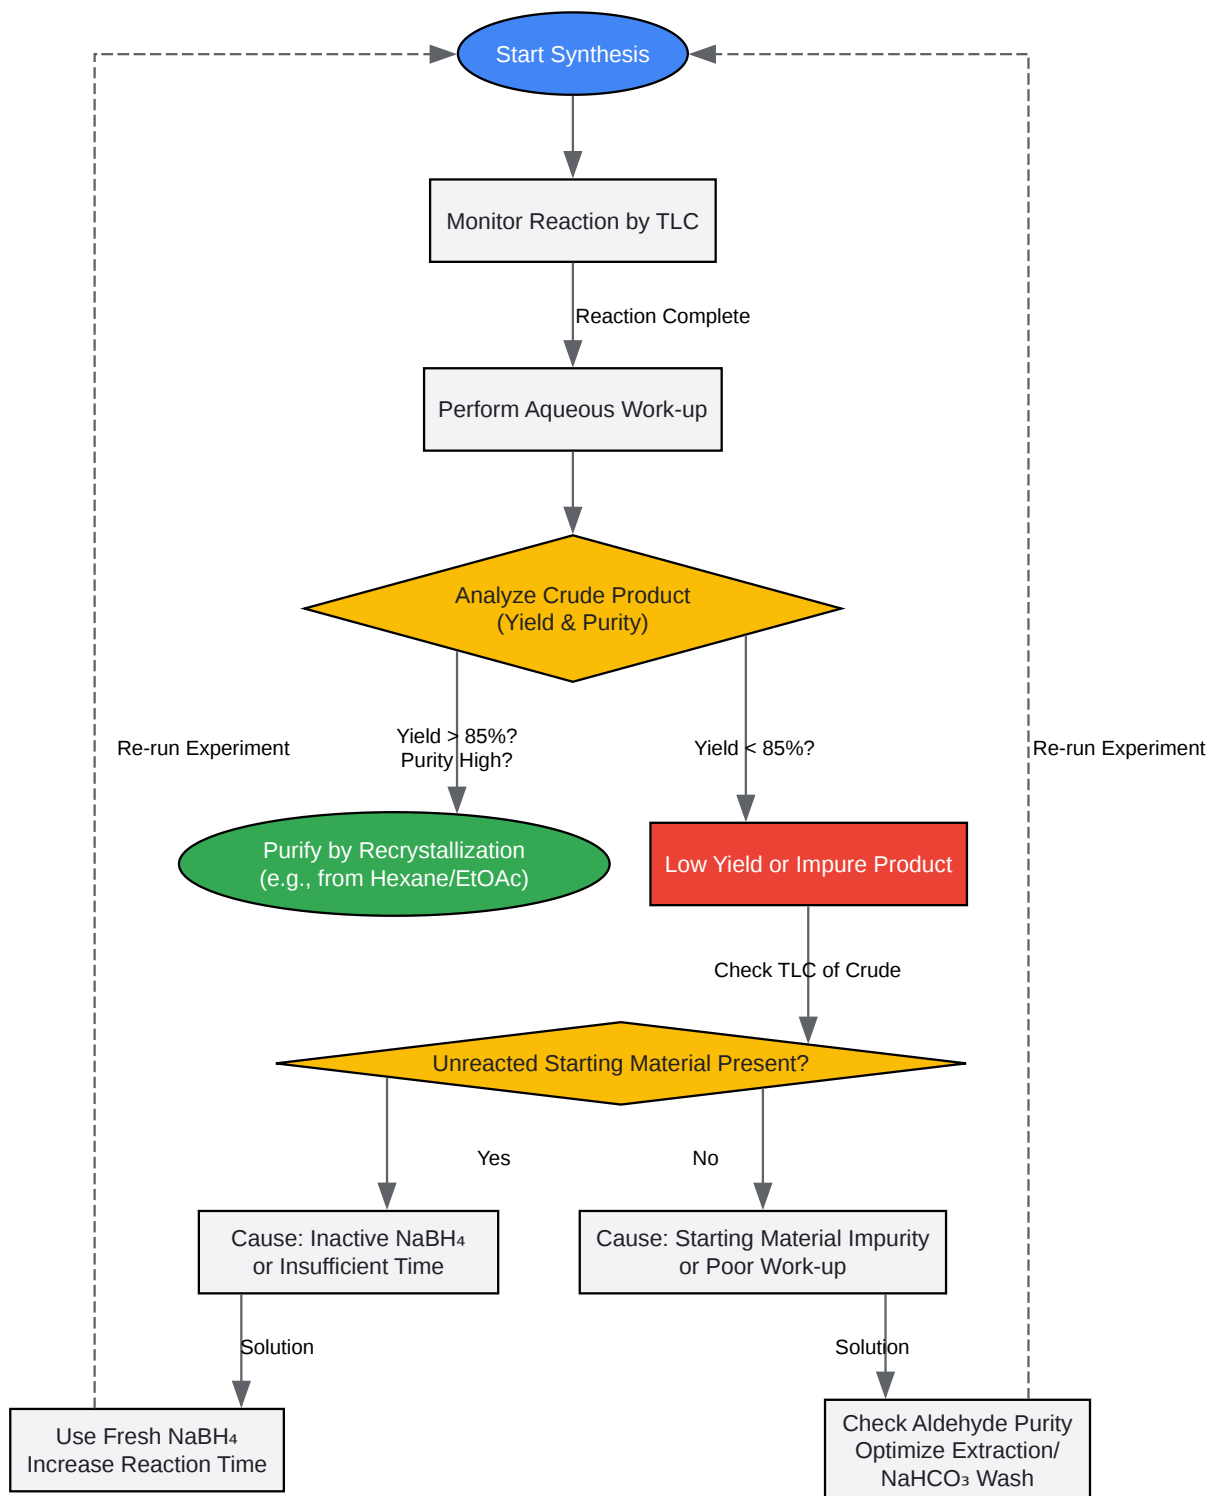 Start Synthesis
Monitor Reaction by TLC
Reaction Complete
Perform Aqueous Work-up
Analyze Crude Product
(Yield & Purity)
Re-run Experiment
Yield > 85%?
Purity High?
Yield < 85%?
Re-run Experiment
Purify by Recrystallization
(e.g., from Hexane/EtOAc)
Low Yield or Impure Product
Check TLC of Crude
Unreacted Starting Material Present?
Yes
No
Cause: Inactive NaBH₄
or Insufficient Time
Cause: Starting Material Impurity
or Poor Work-up
Solution
Solution
Use Fresh NaBH₄
Increase Reaction Time
Check Aldehyde Purity
Optimize Extraction/
NaHCO₃ Wash